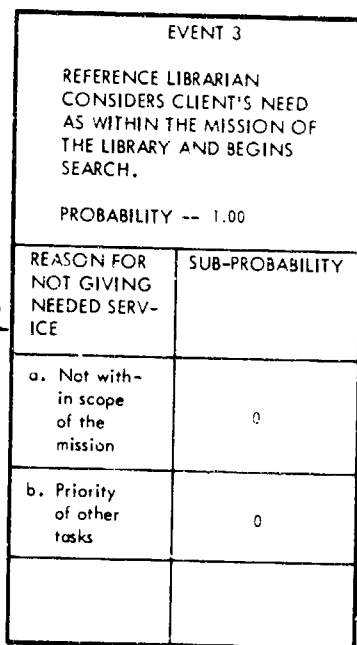 EVENT 3
REFERENCE LIBRARIAN
CONSIDERS CLIENT'S NEED
AS WITHIN THE MISSION OF
THE LIBRARY AND BEGINS
SEARCH.
PROBABILITY -- 1.00
REASON FOR
NOT GIVING
NEEDED SERV-
ICE
SUB-PROBABILITY
a. Not with-
in scope
of the
mission
0
b. Priority
of other
tasks
0